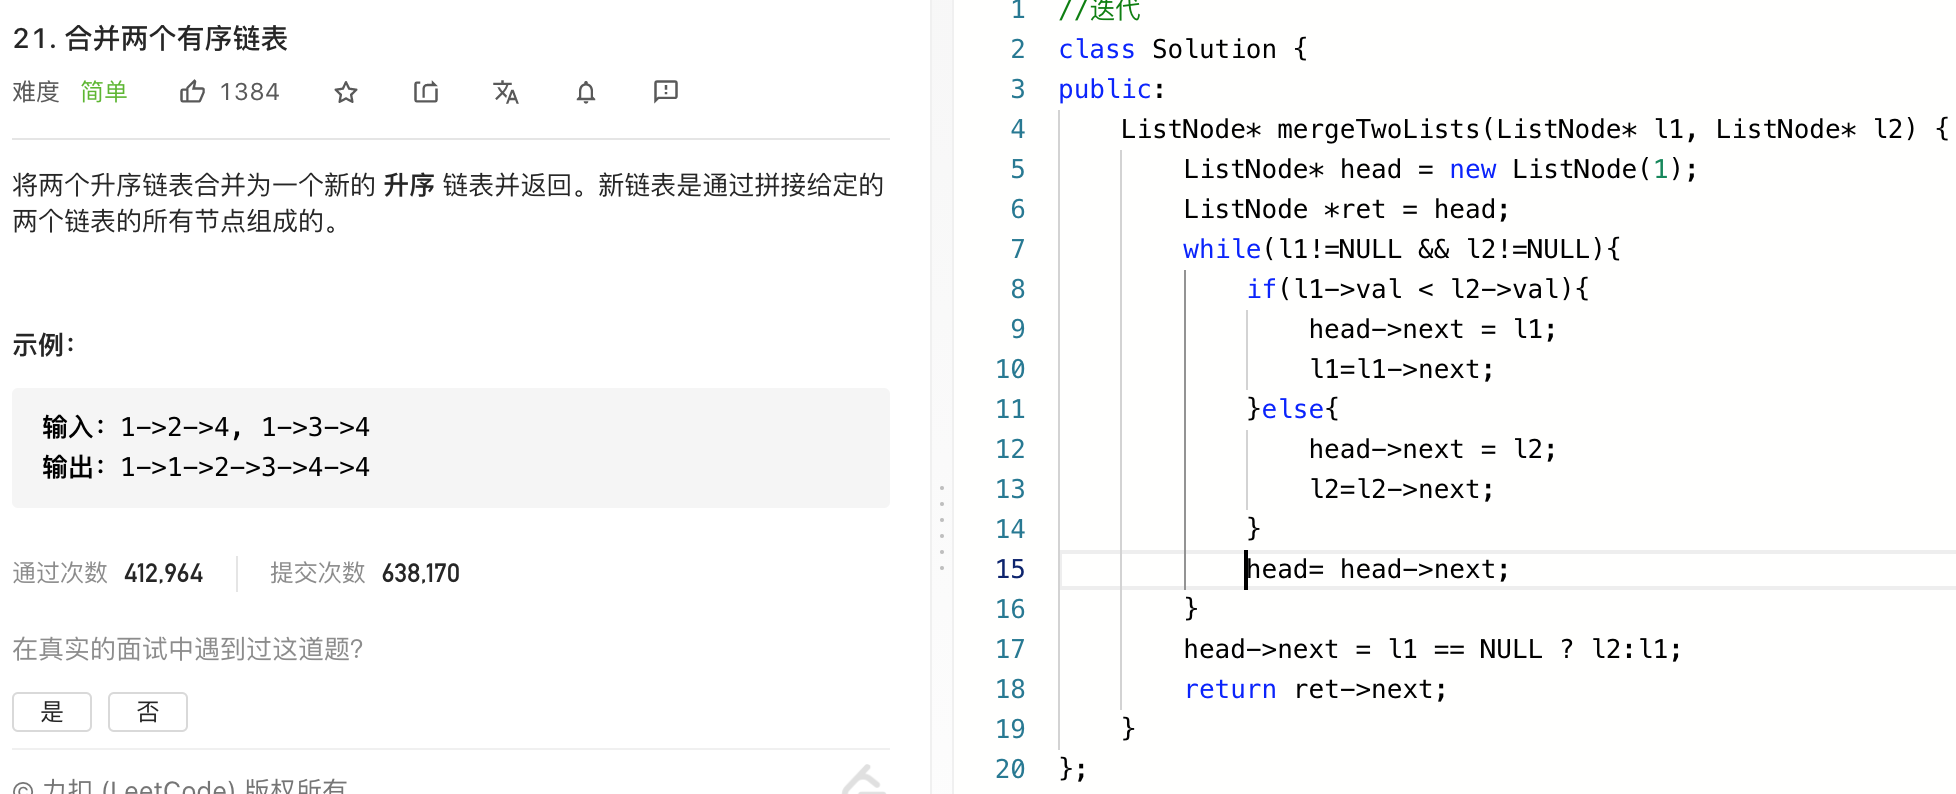 21. 合并两个有序链表
难度 简单 1384
将两个升序链表合并为一个新的 升序 链表并返回。新链表是通过拼接给定的
两个链表的所有节点组成的。
示例：
输入：1->2->4, 1->3->4
输出：1->1->2->3->4->4
通过次数 412,964 提交次数 638,170
在真实的面试中遇到过这道题?
是 否
© 力扣 (LeetCode) 版权所有
1 //迭代
2 class Solution {
3 public:
4     ListNode* mergeTwoLists(ListNode* l1, ListNode* l2) {
5         ListNode* head = new ListNode(1);
6         ListNode *ret = head;
7         while(l1!=NULL && l2!=NULL){
8             if(l1->val < l2->val){
9                 head->next = l1;
10                 l1=l1->next;
11             }else{
12                 head->next = l2;
13                 l2=l2->next;
14             }
15             head= head->next;
16         }
17         head->next = l1 == NULL ? l2:l1;
18         return ret->next;
19     }
20 };